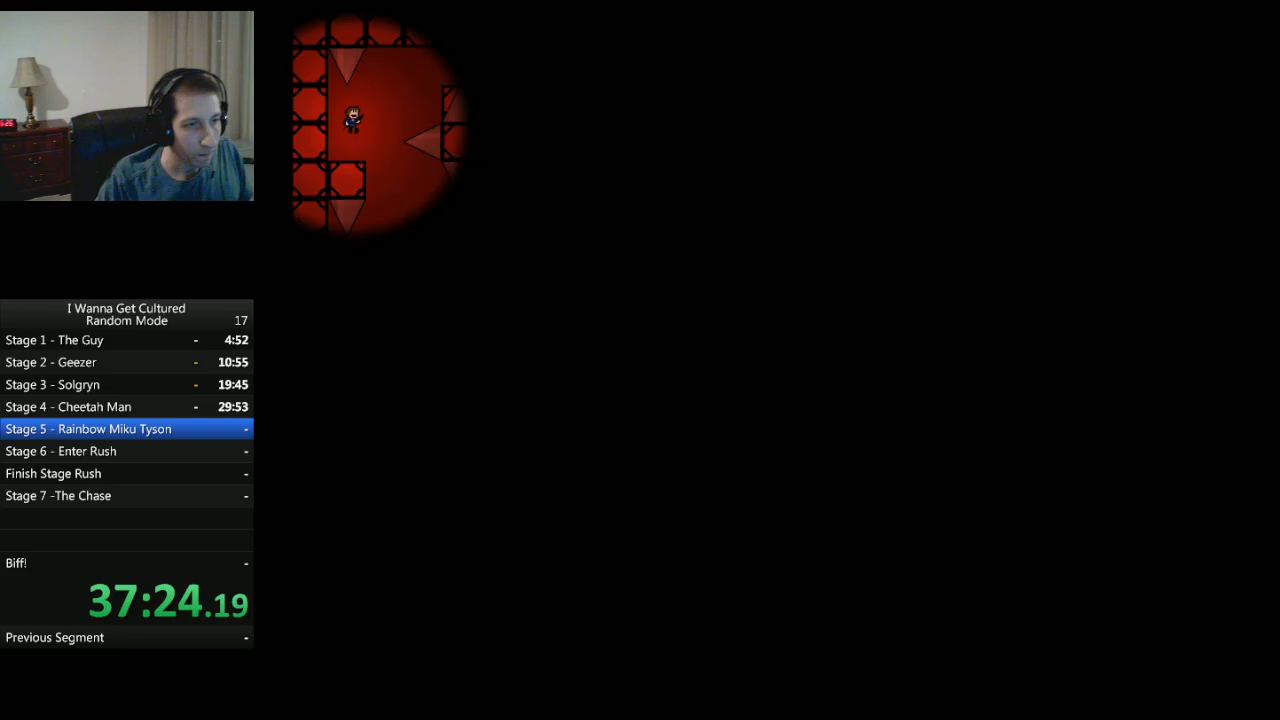 I Wanna Get Cultured
Random Mode 17
Stage 1 - The Guy - 4:52
Stage 2 - Geezer - 10:55
Stage 3 - Solgryn - 19:45
Stage 4 - Cheetah Man - 29:53
Stage 5 - Rainbow Miku Tyson -
Stage 6 - Enter Rush -
Finish Stage Rush -
Stage 7 -The Chase -
Biff! -
37:24.19
Previous Segment -